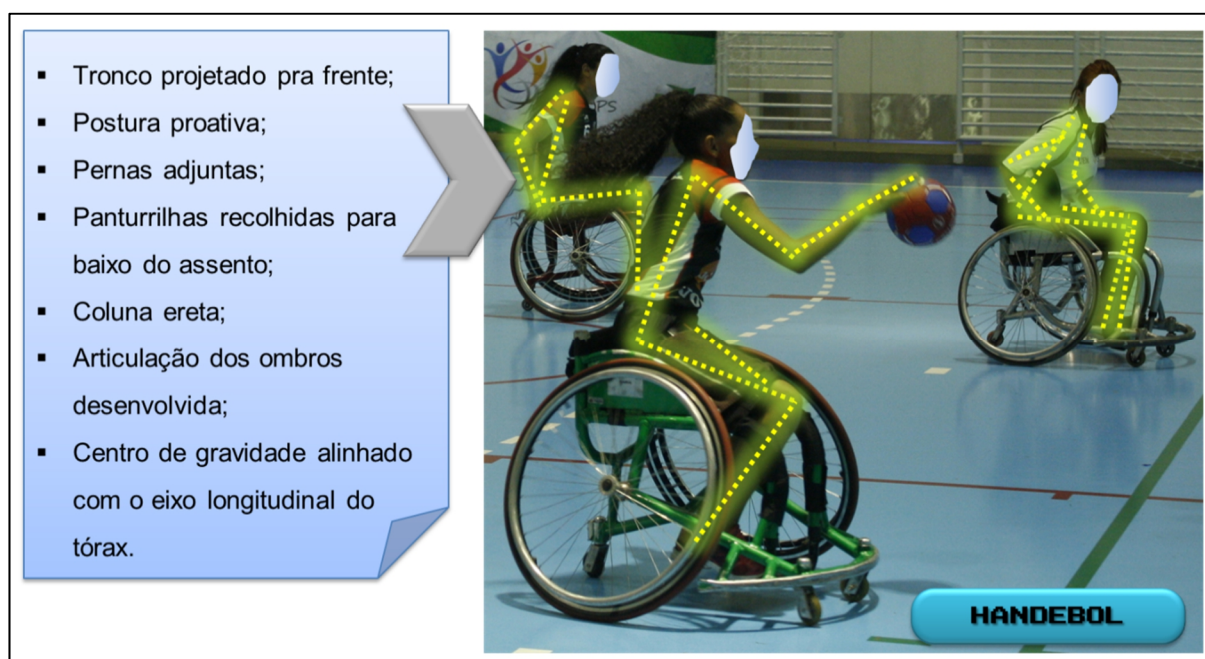 ▪ Tronco projetado pra frente;
▪ Postura proativa;
▪ Pernas adjuntas;
▪ Panturrilhas recolhidas para
baixo do assento;
▪ Coluna ereta;
▪ Articulação dos ombros
desenvolvida;
▪ Centro de gravidade alinhado
com o eixo longitudinal do
tórax.
HANDEBOL